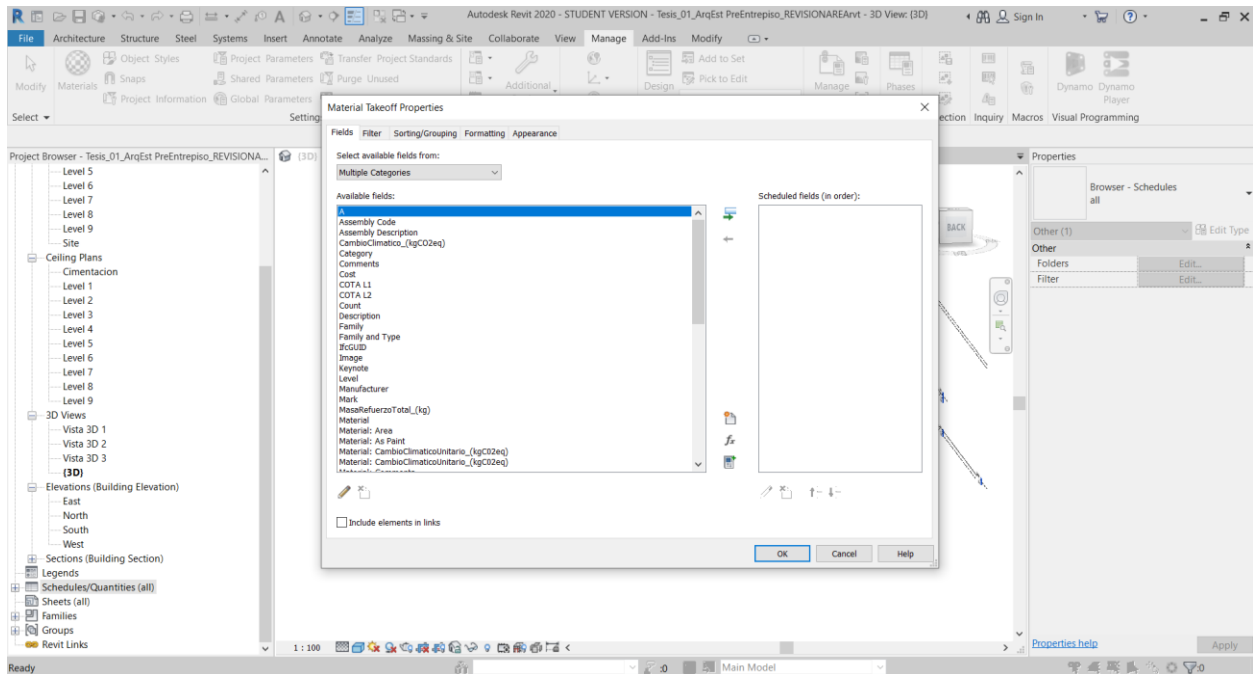 Autodesk Revit 2020 - STUDENT VERSION - Tesis_01_ArqEst PreEntrepiso_REVISIONAREArvt - 3D View: {3D}
Sign In
File Architecture Structure Steel Systems Insert Annotate Analyze Massing & Site Collaborate View Manage Add-Ins Modify
Object Styles Project Parameters Transfer Project Standards Add to Set
Snaps Shared Parameters Purge Unused Pick to Edit
Modify Materials Additional Design Manage Phases Dynamo Dynamo
Project Information Global Parameters Player
Select Setting ection Inquiry Macros Visual Programming
Material Takeoff Properties
Fields Filter Sorting/Grouping Formatting Appearance
Project Browser - Tesis_01_ArqEst PreEntrepiso_REVISIONA...
{3D}
Level 5
Level 6
Level 7
Level 8
Level 9
Site
Ceiling Plans
Cimentacion
Level 1
Level 2
Level 3
Level 4
Level 5
Level 6
Level 7
Level 8
Level 9
3D Views
Vista 3D 1
Vista 3D 2
Vista 3D 3
{3D}
Elevations (Building Elevation)
East
North
South
West
Sections (Building Section)
Legends
Schedules/Quantities (all)
Sheets (all)
Families
Groups
Revit Links
Select available fields from:
Multiple Categories
Available fields:
A
Assembly Code
Assembly Description
CambioClimatico_(kgCO2eq)
Category
Comments
Cost
COTA L1
COTA L2
Count
Description
Family
Family and Type
IfcGUID
Image
Keynote
Level
Manufacturer
Mark
MasaRefuerzoTotal_(kg)
Material
Material: Area
Material: As Paint
Material: CambioClimaticoUnitario_(kgC02eq)
Material: CambioClimaticoUnitario_(kgC02eq)
Material: Comments
Scheduled fields (in order):
fx
Include elements in links
OK Cancel Help
BACK
Properties
Browser - Schedules
all
Other (1) Edit Type
Other
Folders Edit...
Filter Edit...
Properties help Apply
1 : 100
Ready
:0 Main Model :0